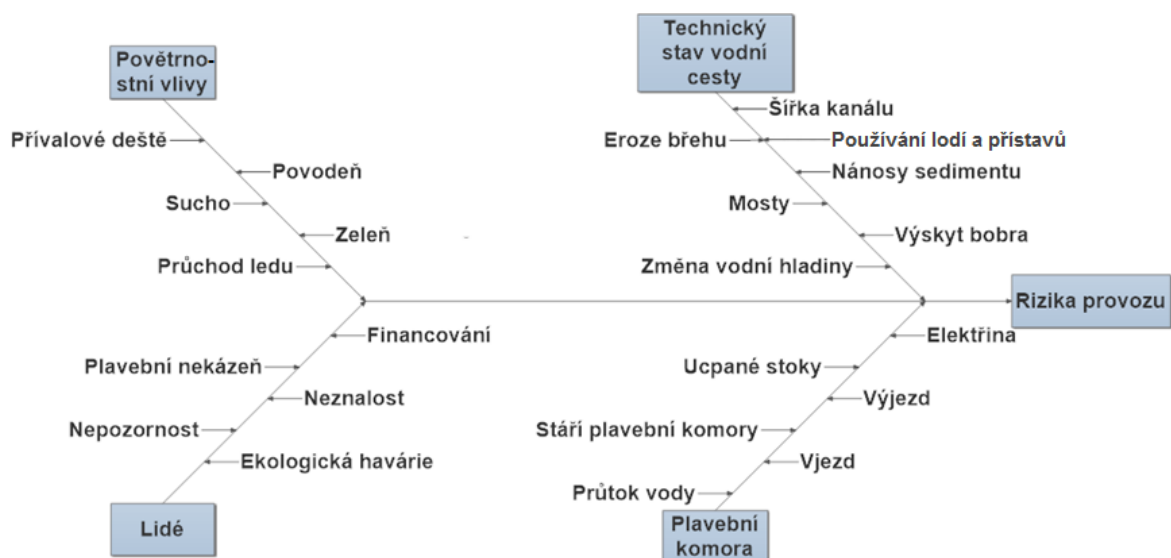 Povětrno-
stní vlivy
Technický
stav vodní
cesty
Šířka kanálu
Přívalové deště
Eroze břehu
Používání lodí a přístavů
Povodeň
Nánosy sedimentu
Sucho
Mosty
Zeleň
Výskyt bobra
Průchod ledu
Změna vodní hladiny
Rizika provozu
Financování
Elektřina
Plavební nekázeň
Ucpané stoky
Neznalost
Výjezd
Nepozornost
Stáří plavební komory
Ekologická havárie
Vjezd
Průtok vody
Lidé
Plavební
komora